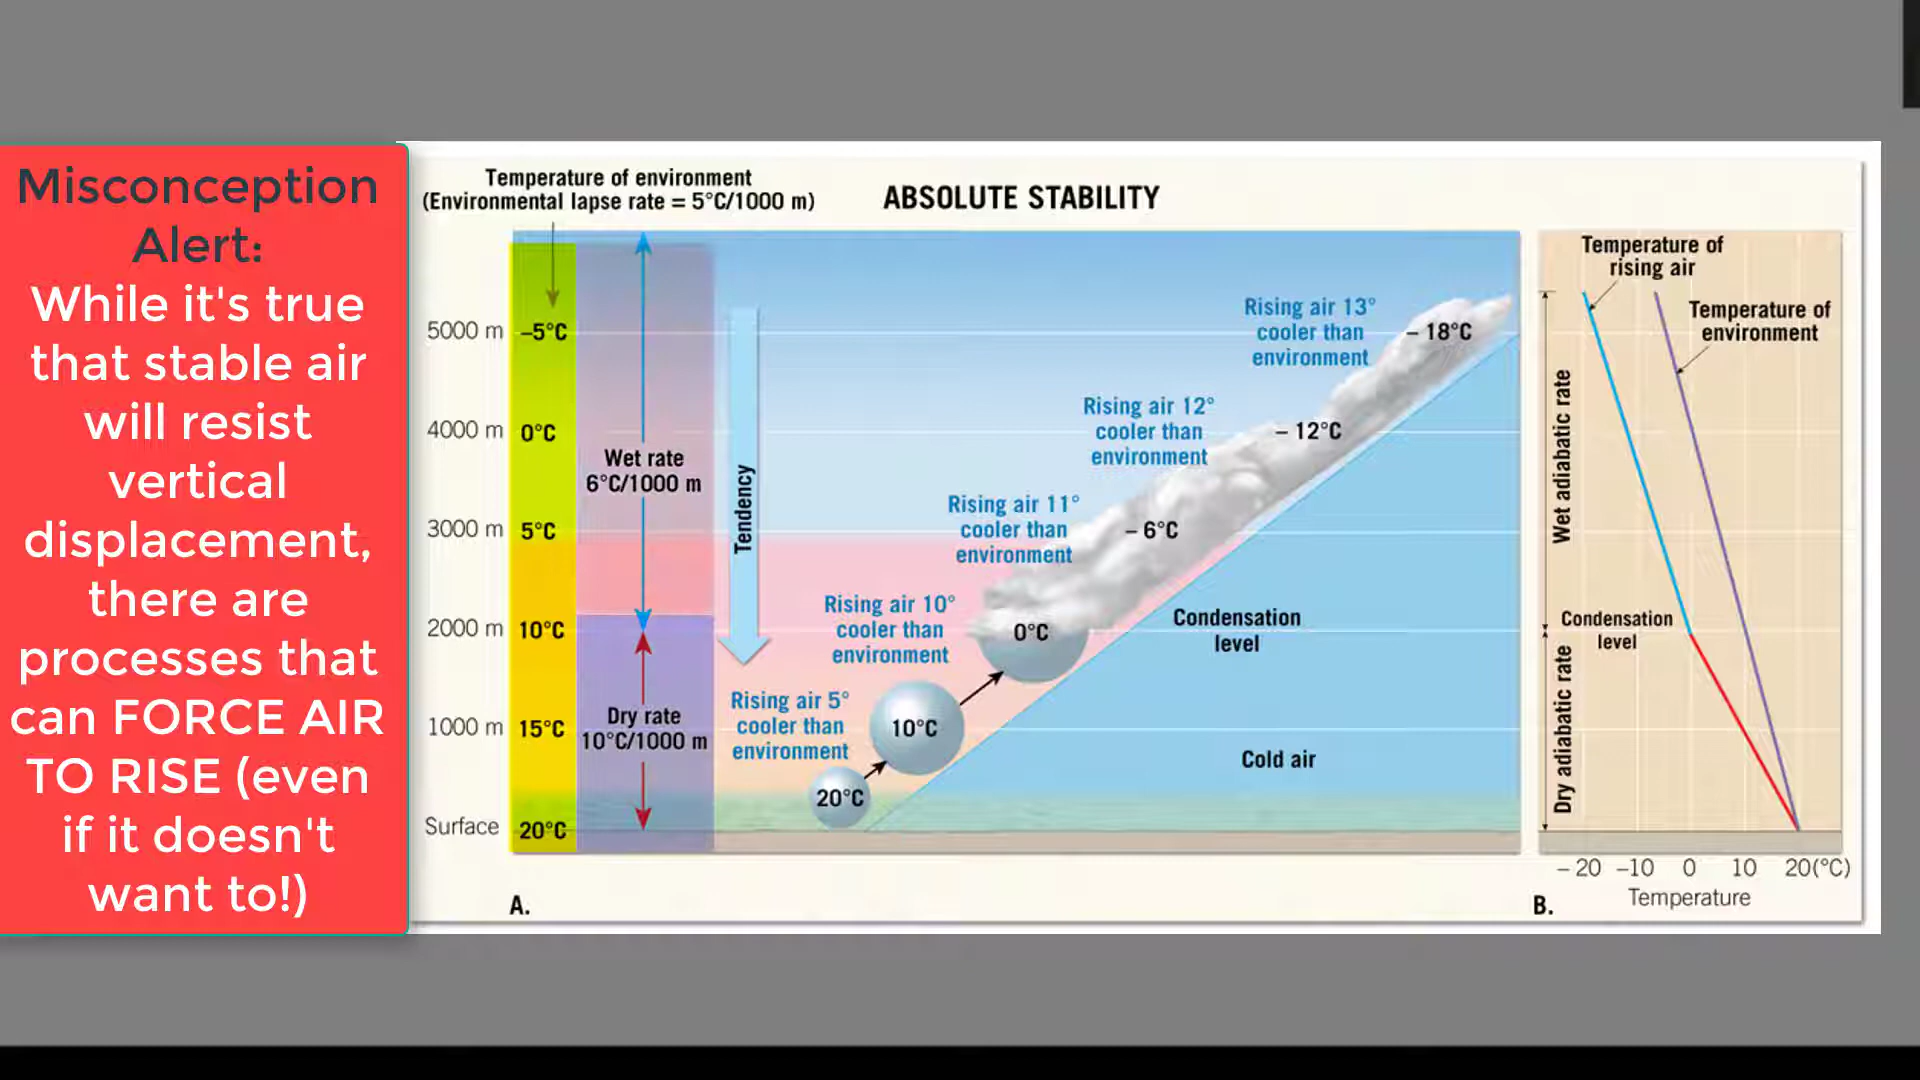 Misconception
Alert:
While it's true
that stable air
will resist
vertical
displacement,
there are
processes that
can FORCE AIR
TO RISE (even
if it doesn't
want to!)
Temperature of environment
(Environmental lapse rate = 5°C/1000 m)
ABSOLUTE STABILITY
5000 m
4000 m
3000 m
2000 m
1000 m
Surface
–5°C
0°C
5°C
10°C
15°C
20°C
Wet rate
6°C/1000 m
Dry rate
10°C/1000 m
Tendency
Rising air 13°
cooler than
environment
– 18°C
Rising air 12°
cooler than
environment
– 12°C
Rising air 11°
cooler than
environment
– 6°C
Rising air 10°
cooler than
environment
0°C
Rising air 5°
cooler than
environment
10°C
20°C
Condensation
level
Cold air
A.
Temperature of
rising air
Temperature of
environment
Wet adiabatic rate
Condensation
level
Dry adiabatic rate
– 20 –10 0 10 20(°C)
Temperature
B.